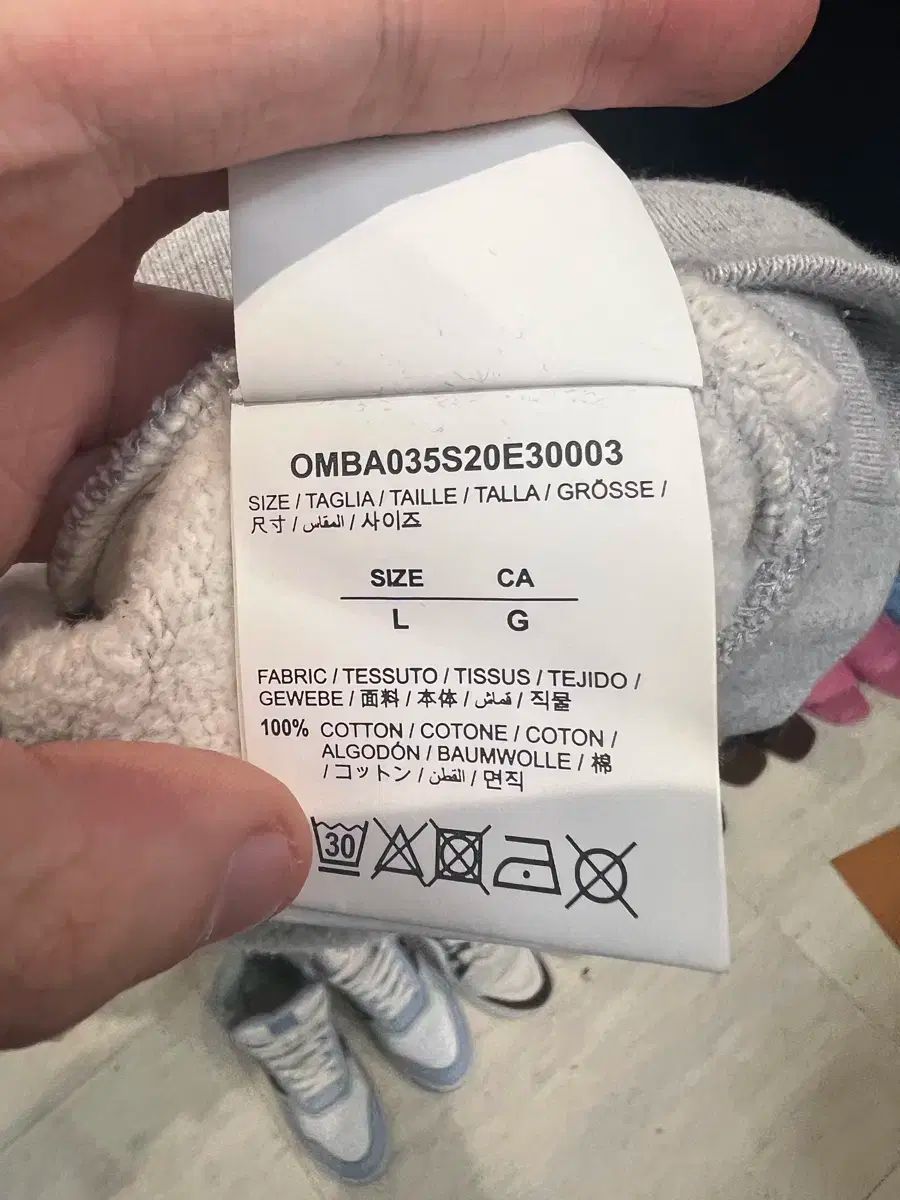 OMBA035S20E30003
SIZE / TAGLIA / TAILLE / TALLA / GRÖSSE /
尺寸 / المقاس / 사이즈
SIZE CA
L G
FABRIC / TESSUTO / TISSUS / TEJIDO /
GEWEBE / 面料 / 本体 / قماش / 직물
100% COTTON / COTONE / COTON /
ALGODÓN / BAUMWOLLE / 棉
/ コットン / القطن / 면직
30